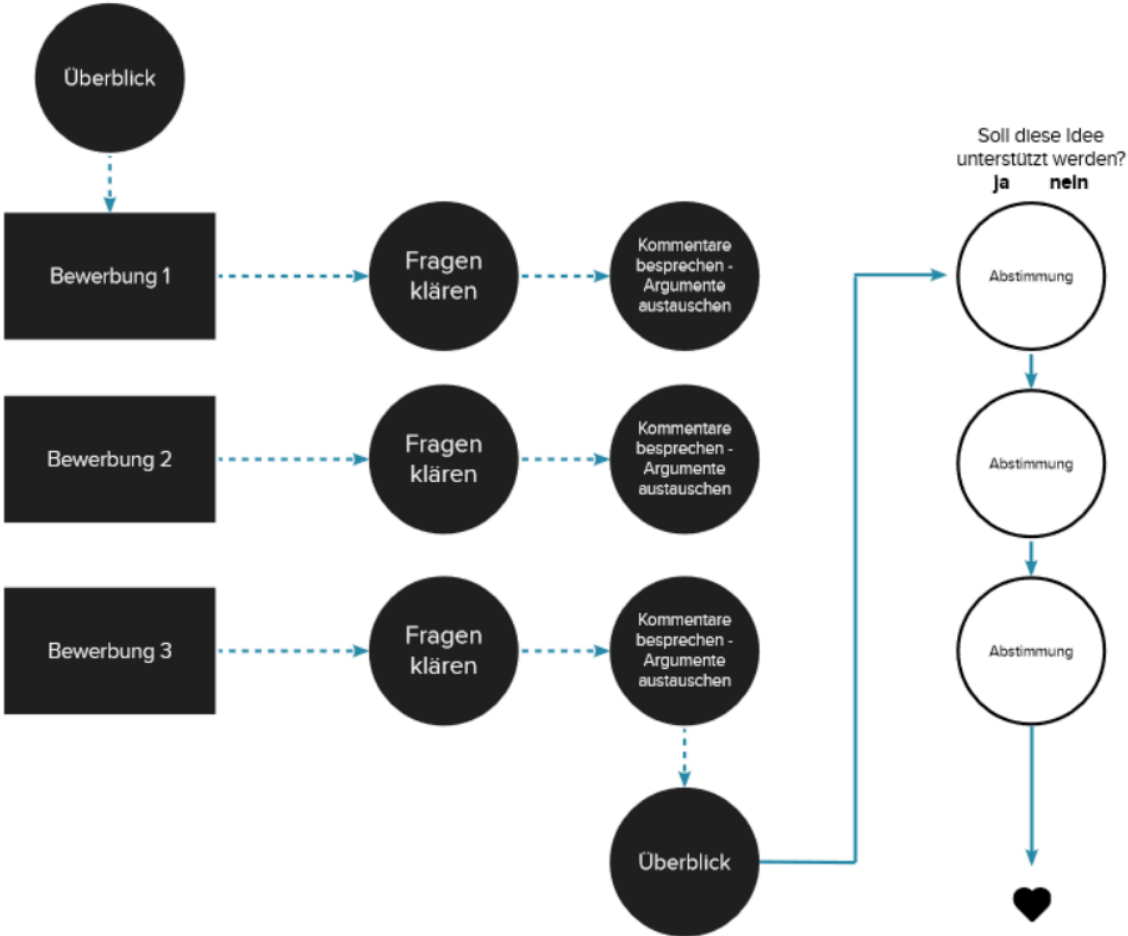 Überblick
Soll diese Idee
unterstützt werden?
ja nein
Bewerbung 1
Fragen
klären
Kommentare
besprechen -
Argumente
austauschen
Abstimmung
Bewerbung 2
Fragen
klären
Kommentare
besprechen -
Argumente
austauschen
Abstimmung
Bewerbung 3
Fragen
klären
Kommentare
besprechen -
Argumente
austauschen
Abstimmung
Überblick